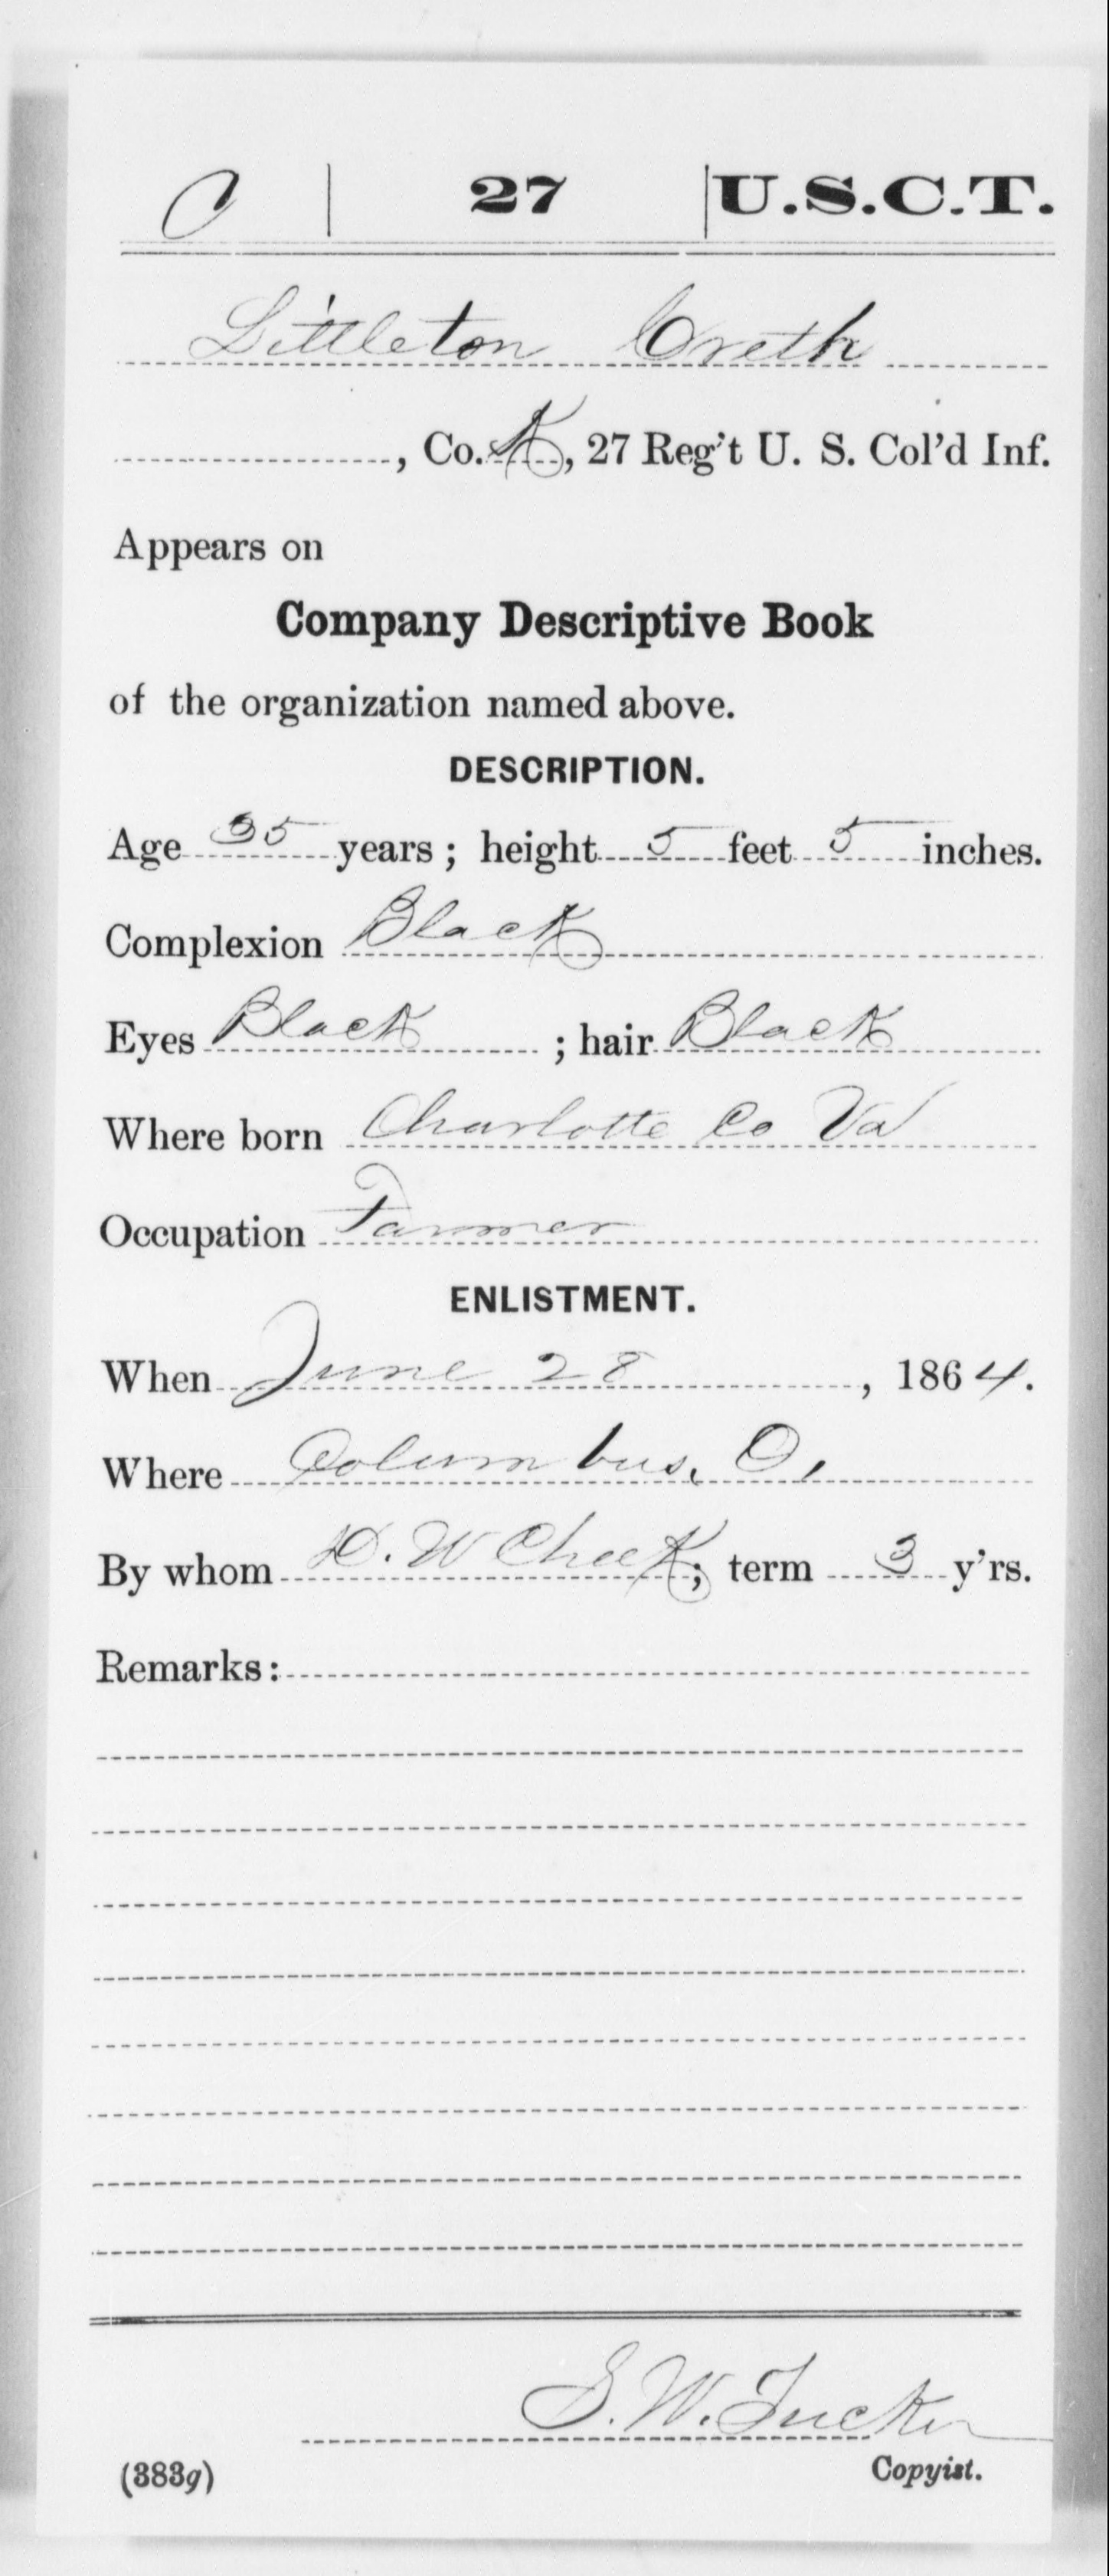 C | 27 | U.S.C.T.
Littleton Creth
, Co. K, 27 Reg't U. S. Col'd Inf.
Appears on
Company Descriptive Book
of the organization named above.
DESCRIPTION.
Age 35 years; height 5 feet 5 inches.
Complexion Black
Eyes Black ; hair Black
Where born Charlotte Co Va
Occupation Farmer
ENLISTMENT.
When June 28, 1864.
Where Columbus, O,
By whom D. W Cheek; term 3 y'rs.
Remarks:
S. W. Tucker
Copyist.
(383g)